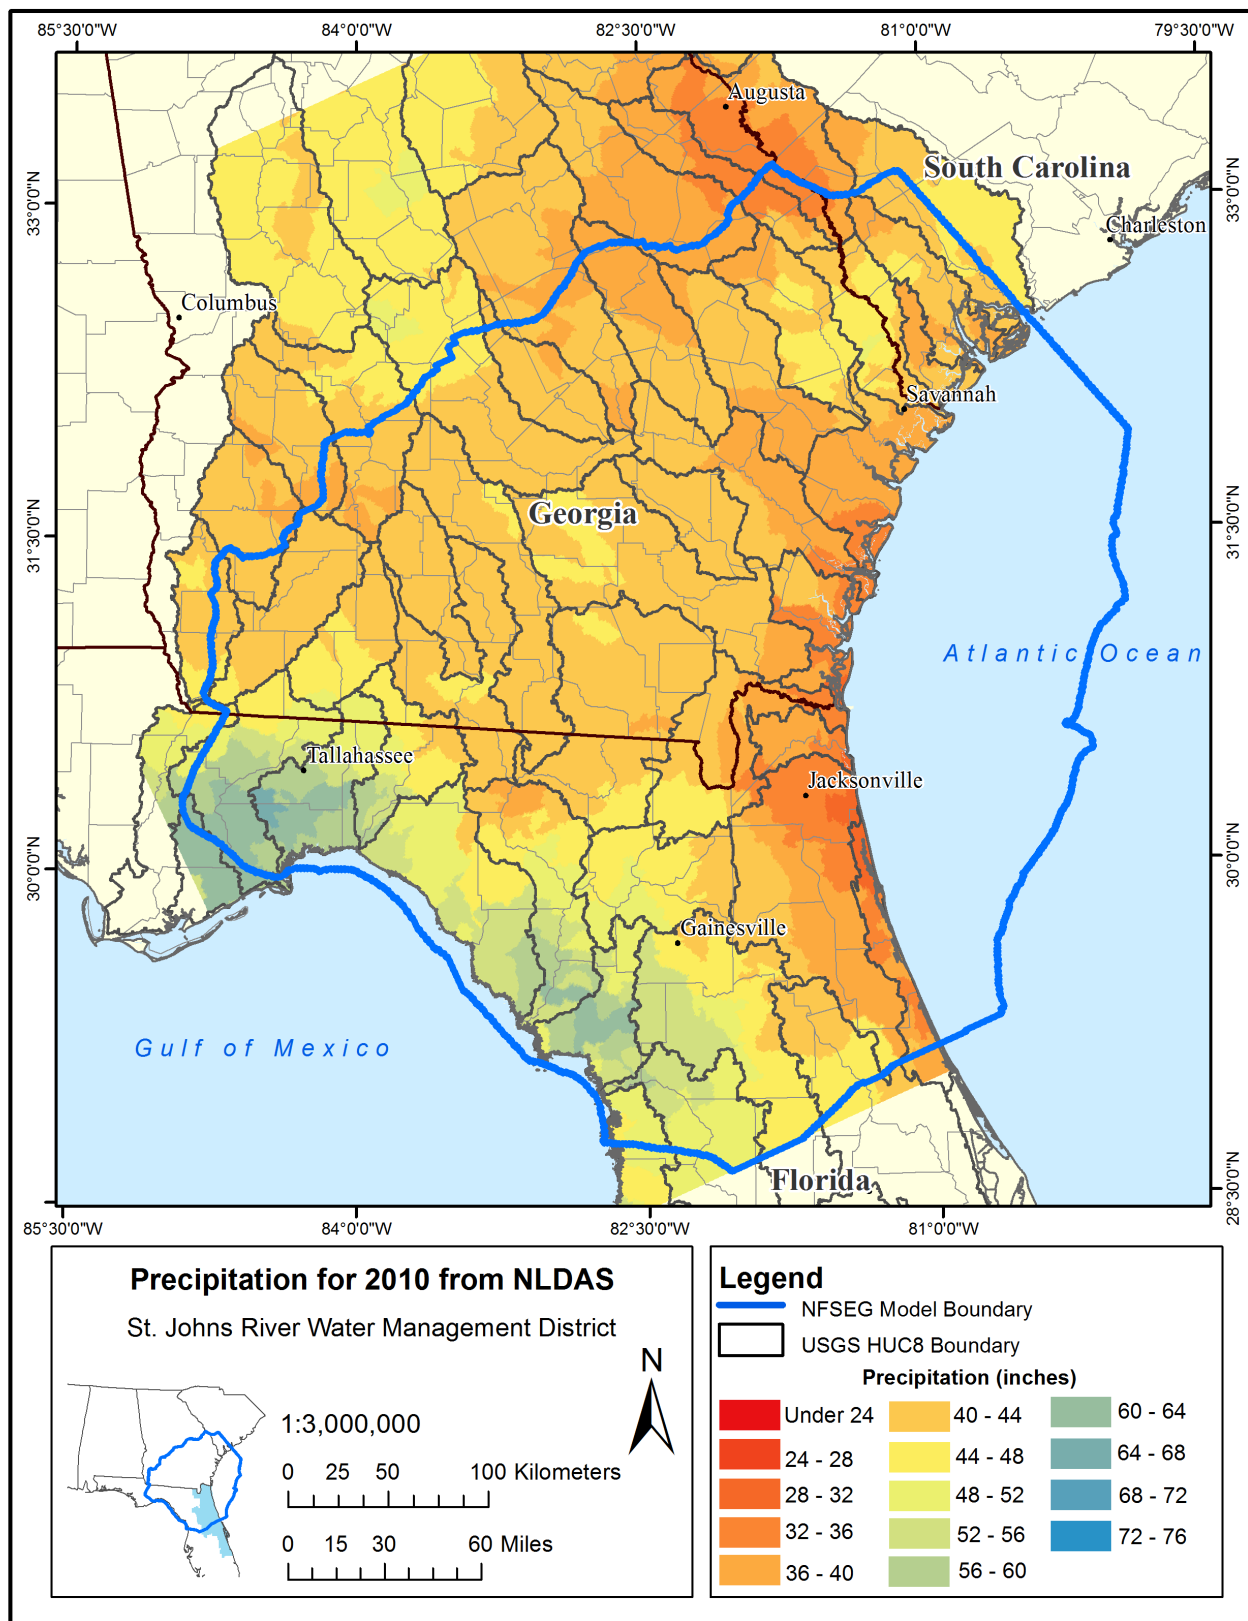 85°30'0"W 84°0'0"W 82°30'0"W 81°0'0"W 79°30'0"W
Augusta
South Carolina
33°0'0"N 33°0'0"N
Charleston
Columbus
Savannah
Georgia
31°30'0"N 31°30'0"N
Atlantic Ocean
Tallahassee
Jacksonville
30°0'0"N 30°0'0"N
Gainesville
Gulf of Mexico
Florida
28°30'0"N
85°30'0"W 84°0'0"W 82°30'0"W 81°0'0"W
Precipitation for 2010 from NLDAS
St. Johns River Water Management District
N
1:3,000,000
0 25 50 100 Kilometers
0 15 30 60 Miles
Legend
NFSEG Model Boundary
USGS HUC8 Boundary
Precipitation (inches)
Under 24
24 - 28
28 - 32
32 - 36
36 - 40
40 - 44
44 - 48
48 - 52
52 - 56
56 - 60
60 - 64
64 - 68
68 - 72
72 - 76